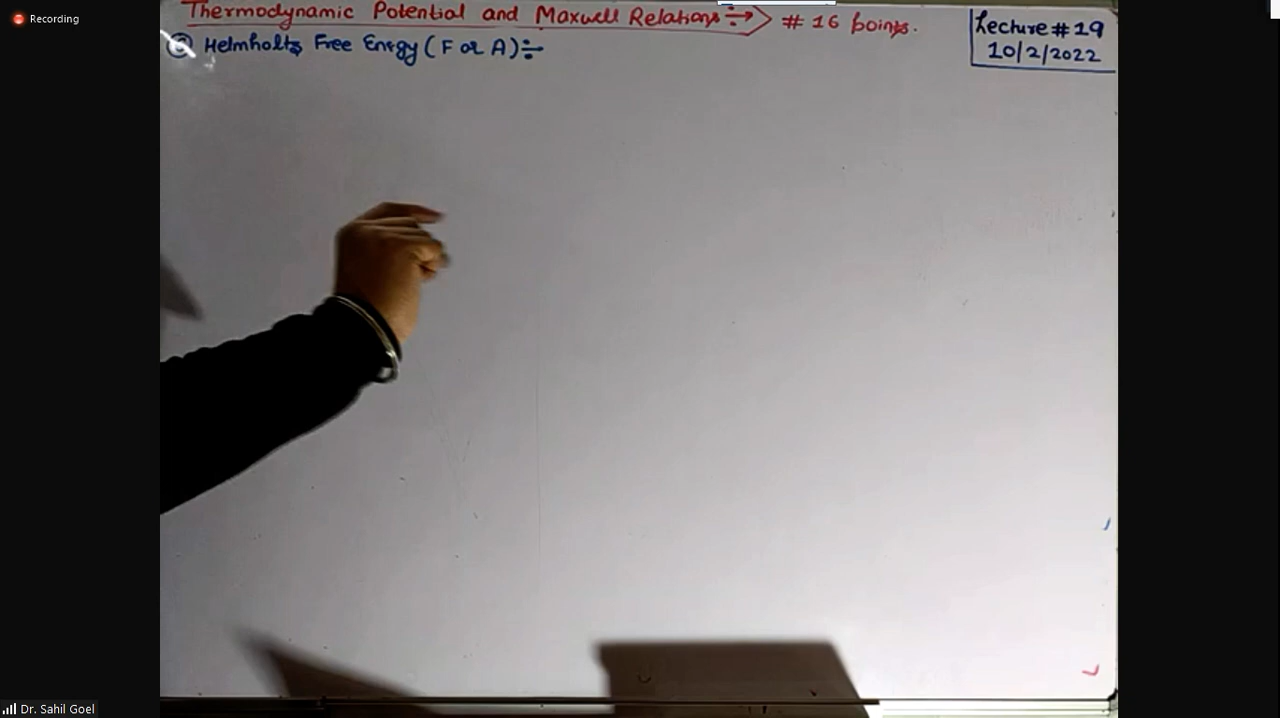 Recording
Thermodynamic Potential and Maxwell Relations ÷→ # 16 points.
Lecture # 19
10/2/2022
Helmholtz Free Energy ( F or A ) ÷
Dr. Sahil Goel